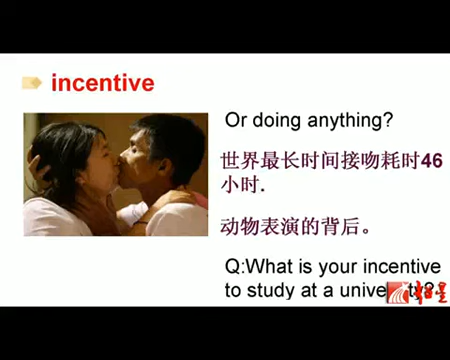 incentive
Or doing anything?
世界最长时间接吻耗时46
小时.
动物表演的背后。
Q:What is your incentive
to study at a university?